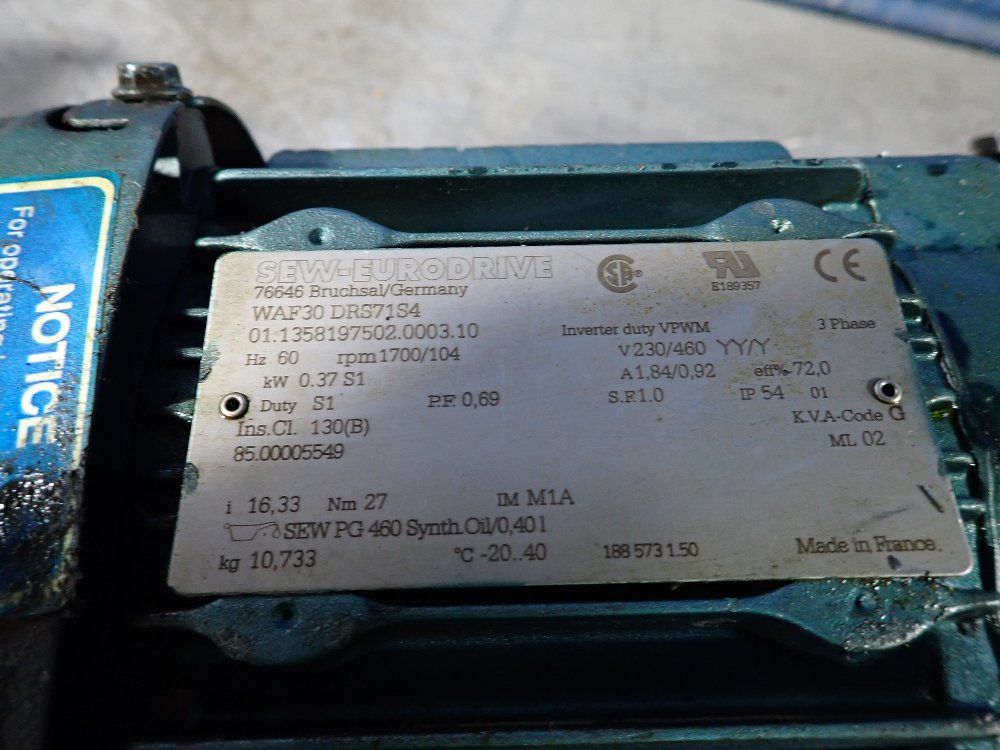 NOTICE
For operating
SEW-EURODRIVE
E189357
CE
76646 Bruchsal/Germany
WAF30 DRS71S4
01.1358197502.0003.10 Inverter duty VPWM 3 Phase
Hz 60 rpm 1700/104 V 230/460 YY/Y
kW 0.37 S1 A 1,84/0,92 eff% 72,0
Duty S1 P.F. 0,69 S.F. 1.0 IP 54 01
Ins.Cl. 130(B) K.V.A-Code G
85.00005549 ML 02
i 16,33 Nm 27 IM M1A
SEW PG 460 Synth.Oil/0,40 l
kg 10,733 °C -20..40 188 573 1.50 Made in France